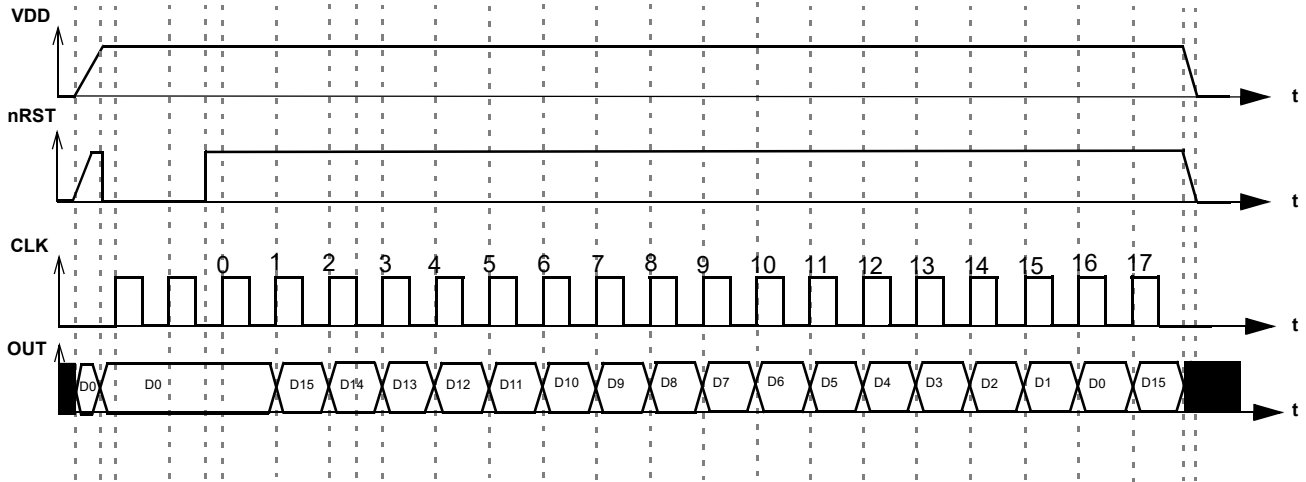 VDD
t
nRST
t
CLK
0 1 2 3 4 5 6 7 8 9 10 11 12 13 14 15 16 17
t
OUT
D0 D0 D15 D14 D13 D12 D11 D10 D9 D8 D7 D6 D5 D4 D3 D2 D1 D0 D15
t